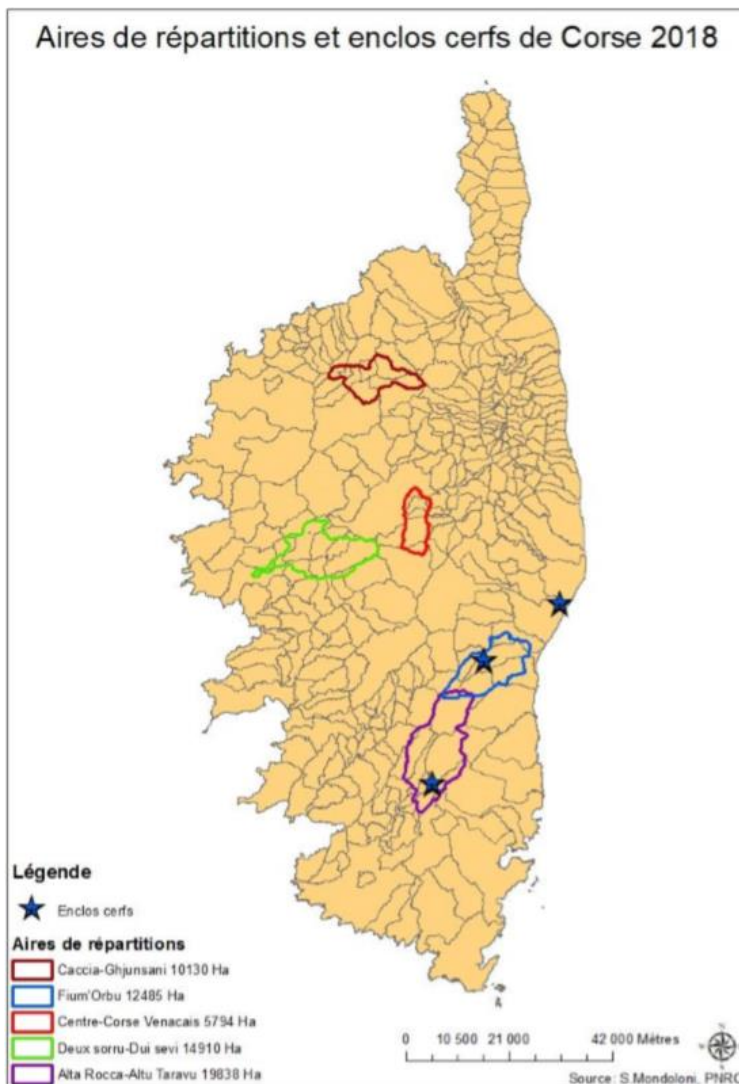 Aires de répartitions et enclos cerfs de Corse 2018
Légende
Enclos cerfs
Aires de répartitions
Caccia-Ghjunsani 10130 Ha
Fium'Orbu 12485 Ha
Centre-Corse Venacais 5794 Ha
Deux sorru-Dui sevi 14910 Ha
Alta Rocca-Altu Taravu 19838 Ha
0 10 500 21 000 42 000 Mètres
Source : S.Mondoloni, PNRC